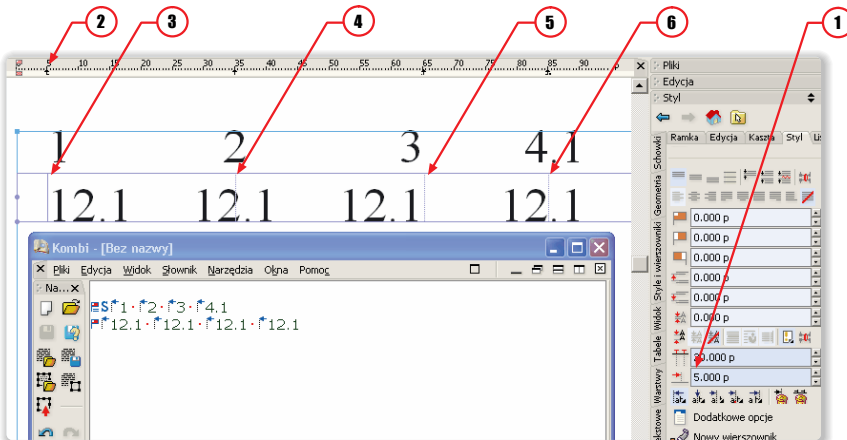 2 3 4 5 6 1
5 10 15 20 25 30 35 40 45 50 55 60 65 70 75 80 85 90
Pliki
Edycja
Styl
Ramka Edycja Kaszta Styl
1 2 3 4.1
12.1 12.1 12.1 12.1
Schowki
Geometria
Style i wierszowniki
Widok
Tabele
Warstwy
0.000 p
0.000 p
0.000 p
0.000 p
0.000 p
0.000 p
5.000 p
Dodatkowe opcje
Nowy wierszownik
Kombi - [Bez nazwy]
Pliki Edycja Widok Słownik Narzędzia Okna Pomoc
Na...
S 1 · 2 · 3 · 4.1
12.1 · 12.1 · 12.1 · 12.1